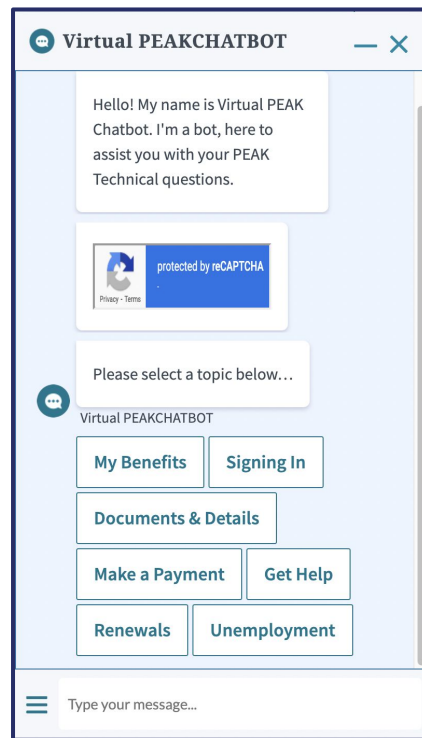 Virtual PEAKCHATBOT
Hello! My name is Virtual PEAK
Chatbot. I'm a bot, here to
assist you with your PEAK
Technical questions.
protected by reCAPTCHA
Privacy - Terms
Please select a topic below...
Virtual PEAKCHATBOT
My Benefits
Signing In
Documents & Details
Make a Payment
Get Help
Renewals
Unemployment
Type your message...